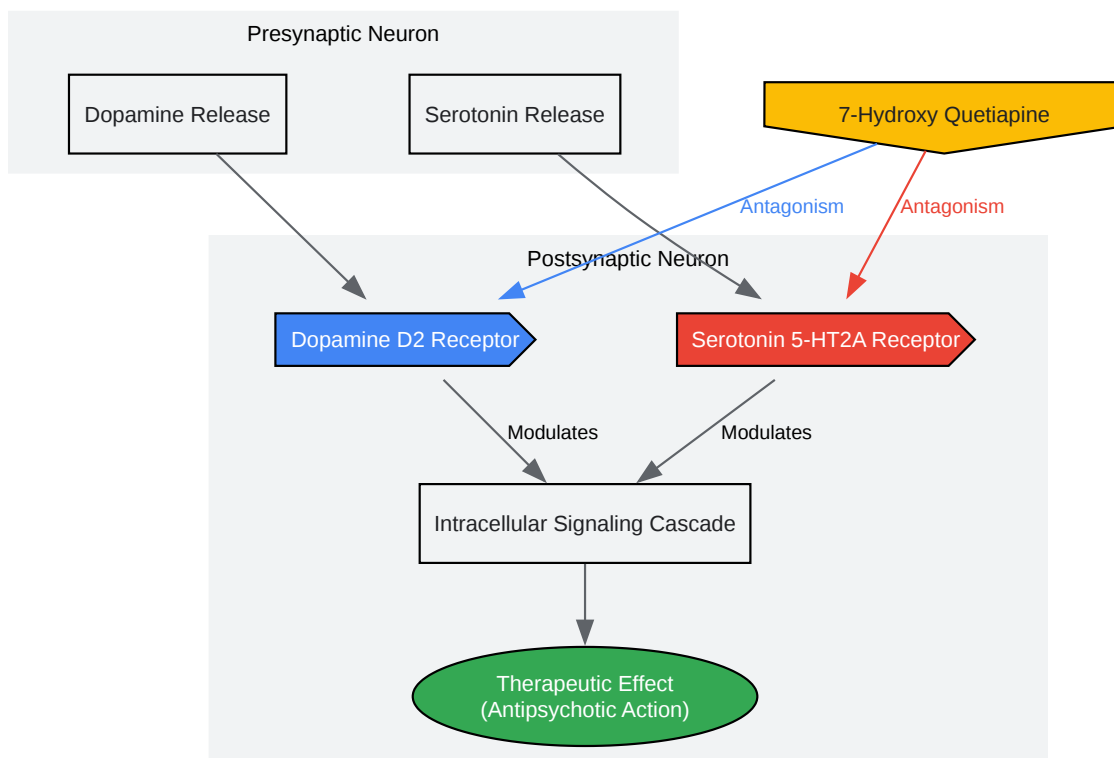 Presynaptic Neuron
Dopamine Release
Serotonin Release
7-Hydroxy Quetiapine
Antagonism
Antagonism
Postsynaptic Neuron
Dopamine D2 Receptor
Serotonin 5-HT2A Receptor
Modulates
Modulates
Intracellular Signaling Cascade
Therapeutic Effect
(Antipsychotic Action)